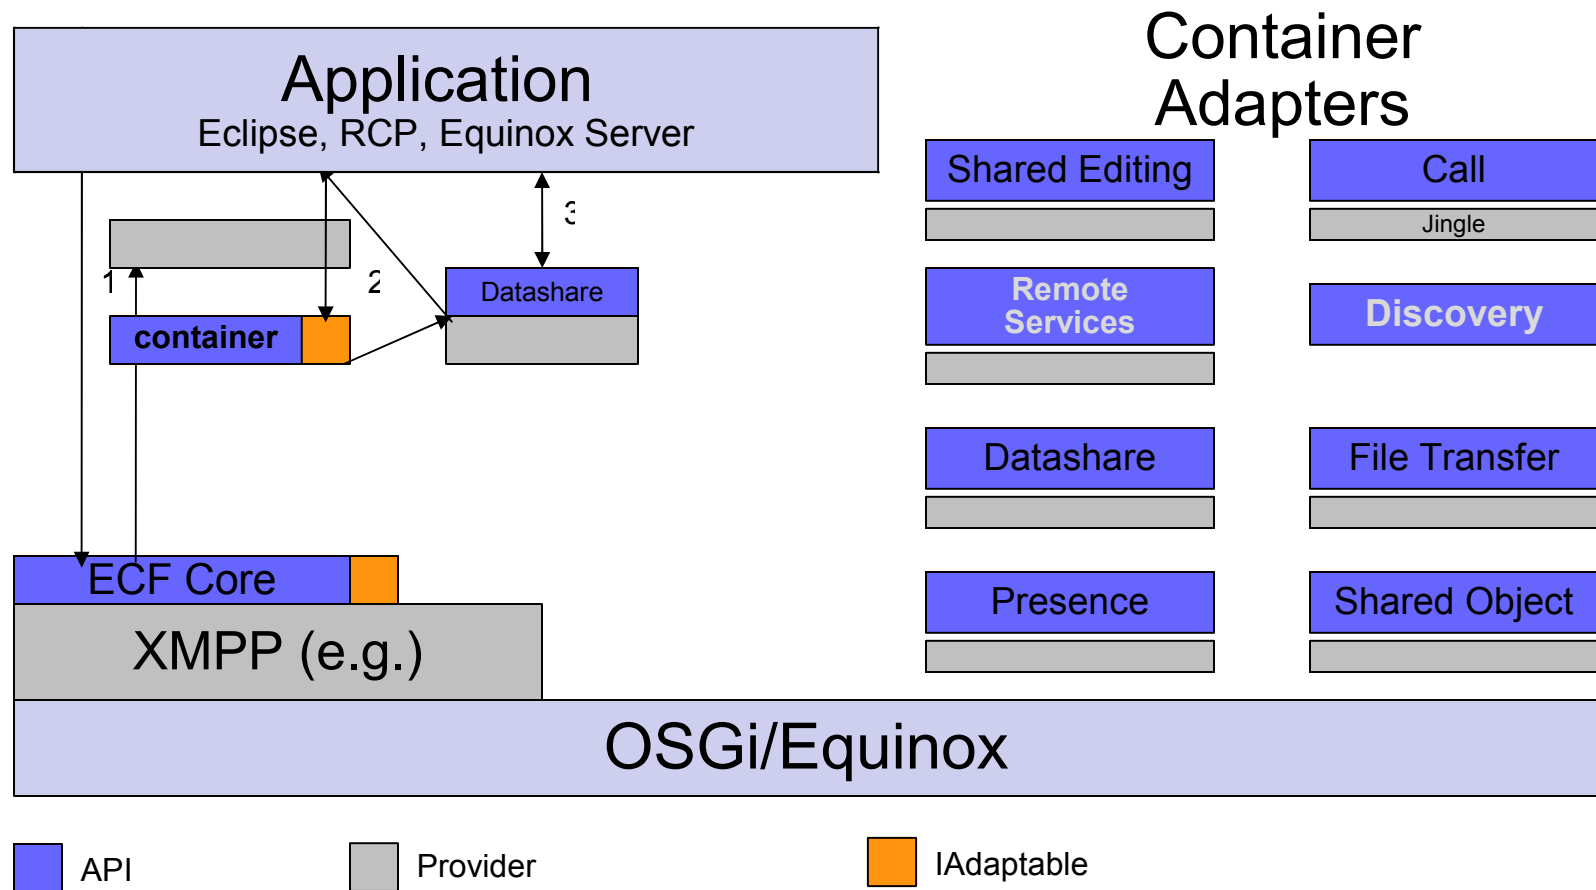 Application
Eclipse, RCP, Equinox Server
1
2
3
container
Datashare
ECF Core
XMPP (e.g.)
OSGi/Equinox
Container
Adapters
Shared Editing
Call
Jingle
Remote
Services
Discovery
Datashare
File Transfer
Presence
Shared Object
API
Provider
IAdaptable